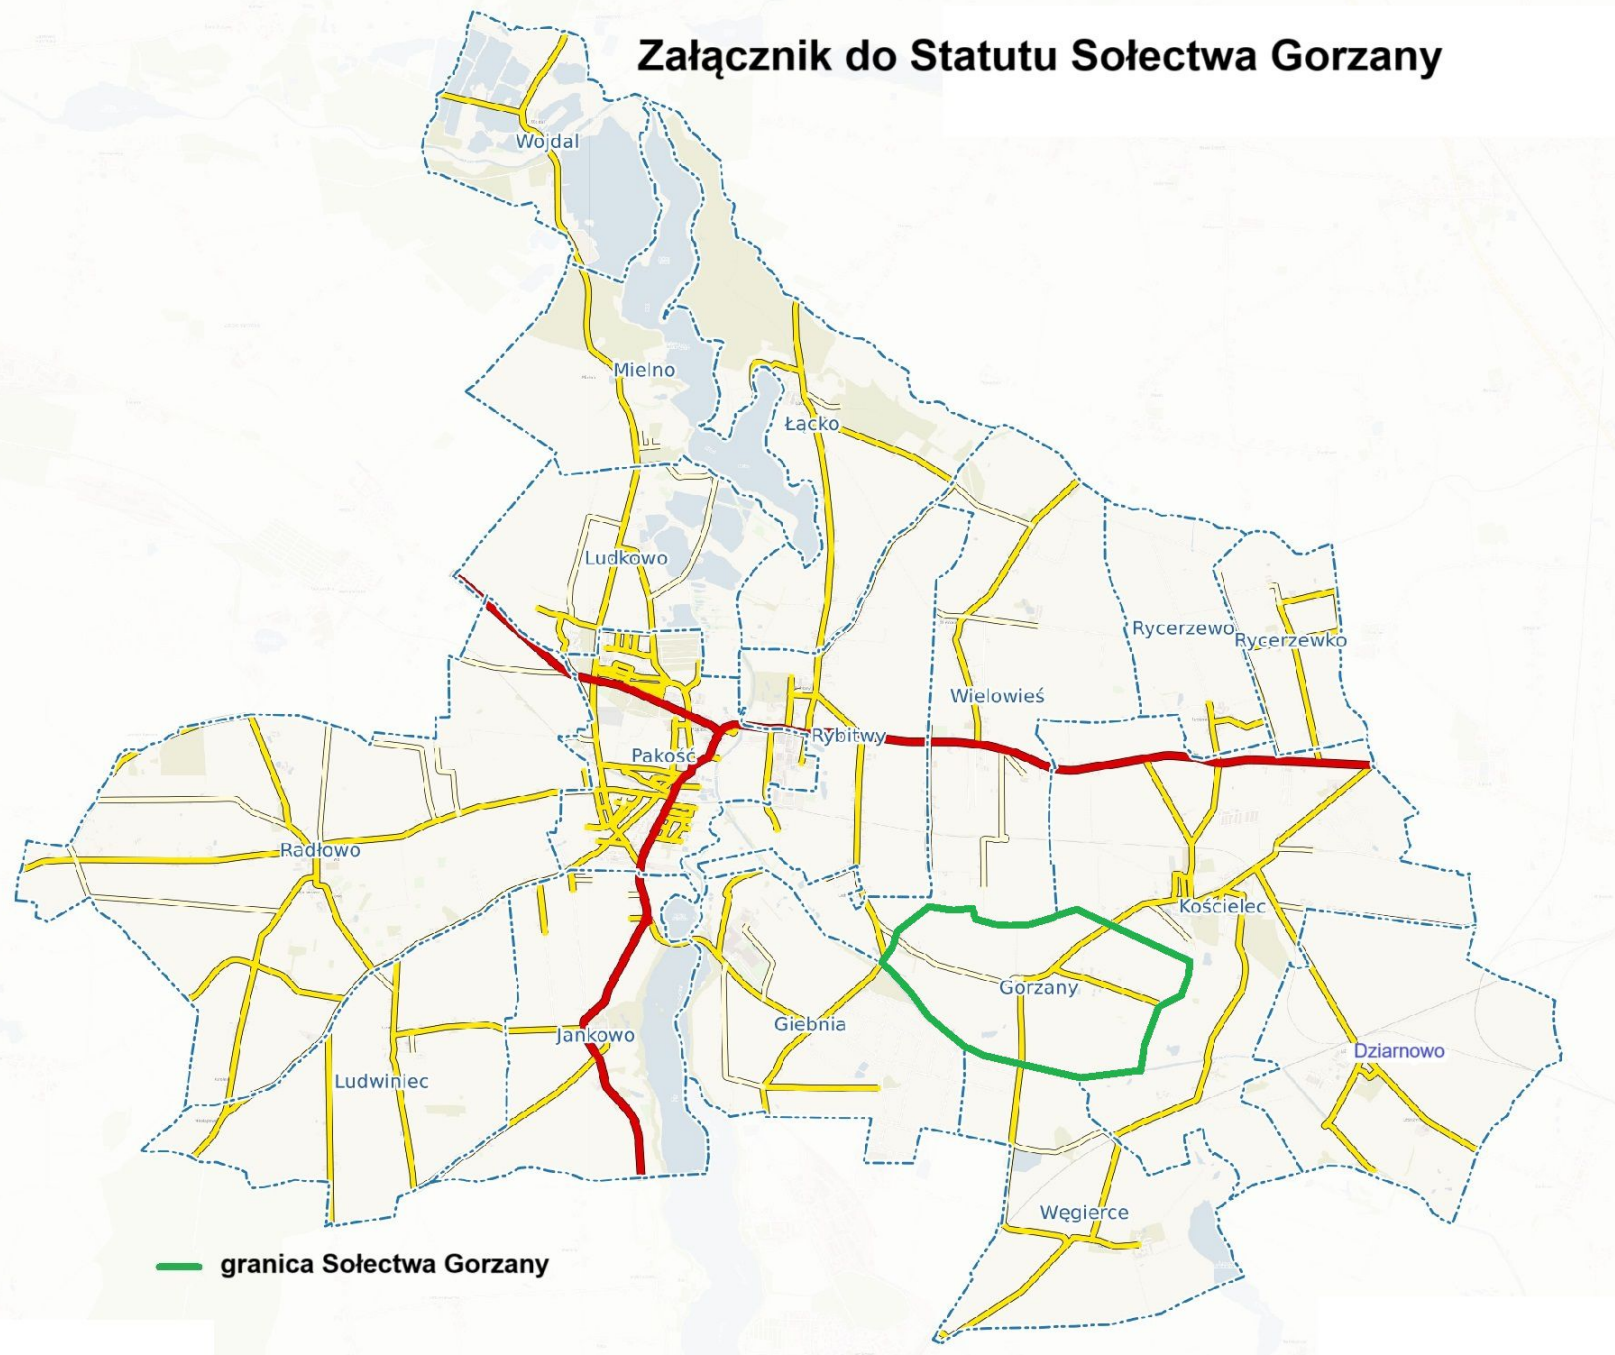 Załącznik do Statutu Sołectwa Gorzany
Wojdal
Mielno
Łącko
Ludkowo
Rycerzewo
Rycerzewko
Wielowieś
Rybitwy
Pakość
Radłowo
Kościelec
Gorzany
Giebnia
Jankowo
Dziarnowo
Ludwiniec
Węgierce
granica Sołectwa Gorzany